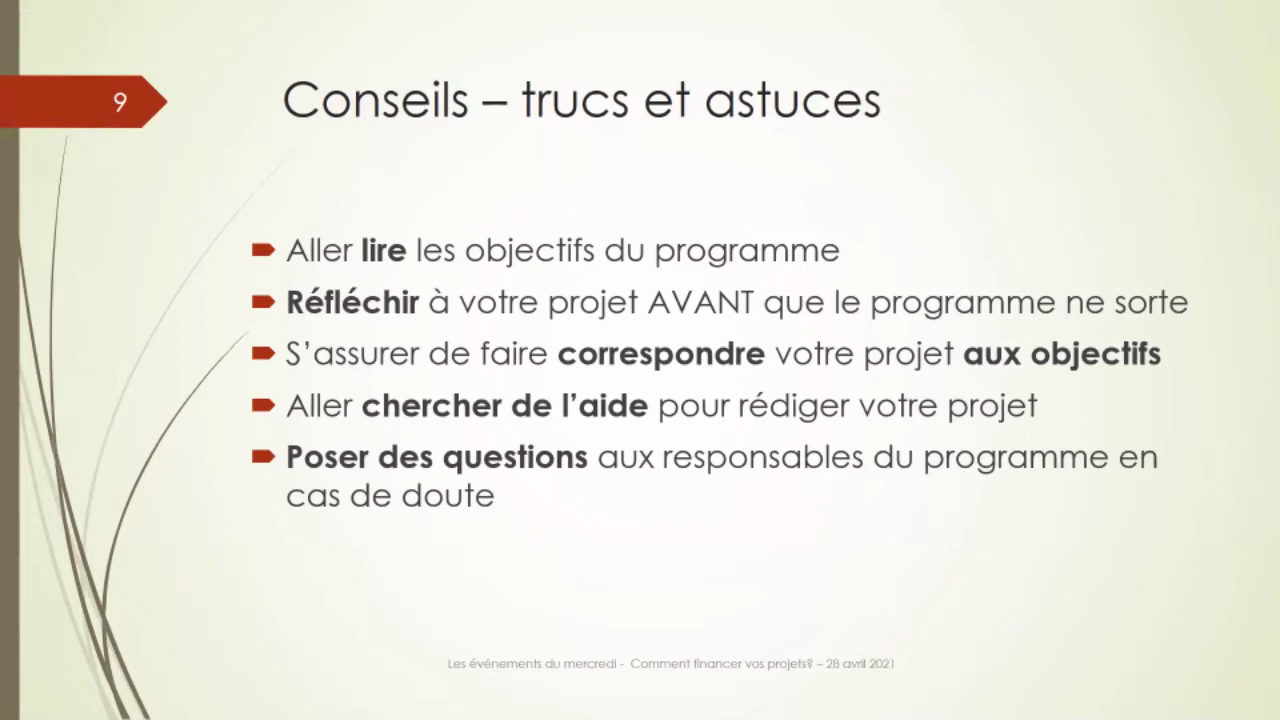 9
Conseils – trucs et astuces
Aller lire les objectifs du programme
Réfléchir à votre projet AVANT que le programme ne sorte
S’assurer de faire correspondre votre projet aux objectifs
Aller chercher de l’aide pour rédiger votre projet
Poser des questions aux responsables du programme en
cas de doute
Les événements du mercredi - Comment financer vos projets? – 28 avril 2021